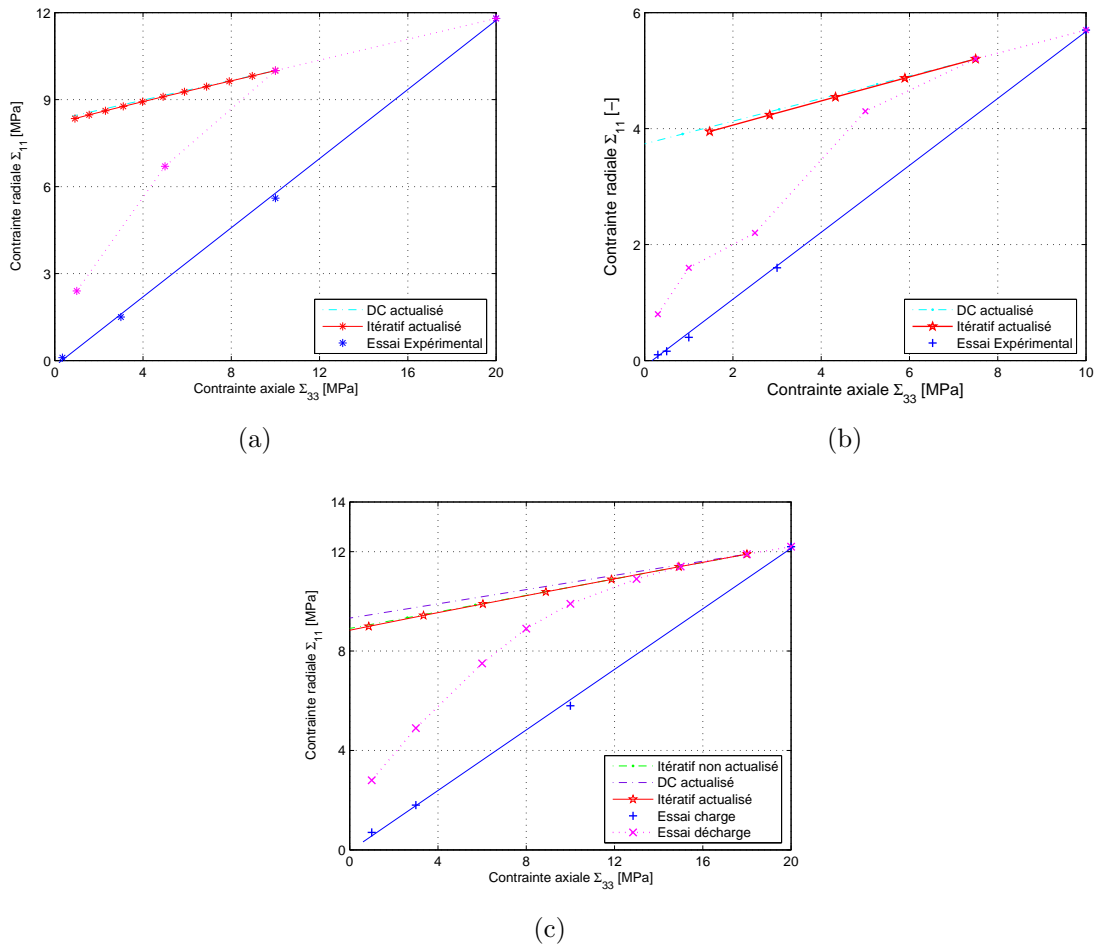 12
9
6
3
0
Contrainte radiale Σ11 [MPa]
0 4 8 12 16 20
Contrainte axiale Σ33 [MPa]
DC actualisé
Itératif actualisé
Essai Expérimental
(a)
6
4
2
0
Contrainte radiale Σ11 [−]
0 2 4 6 8 10
Contrainte axiale Σ33 [MPa]
DC actualisé
Itératif actualisé
Essai Expérimental
(b)
14
12
8
4
0
Contrainte radiale Σ11 [MPa]
0 4 8 12 16 20
Contrainte axiale Σ33 [MPa]
Itératif non actualisé
DC actualisé
Itératif actualisé
Essai charge
Essai décharge
(c)